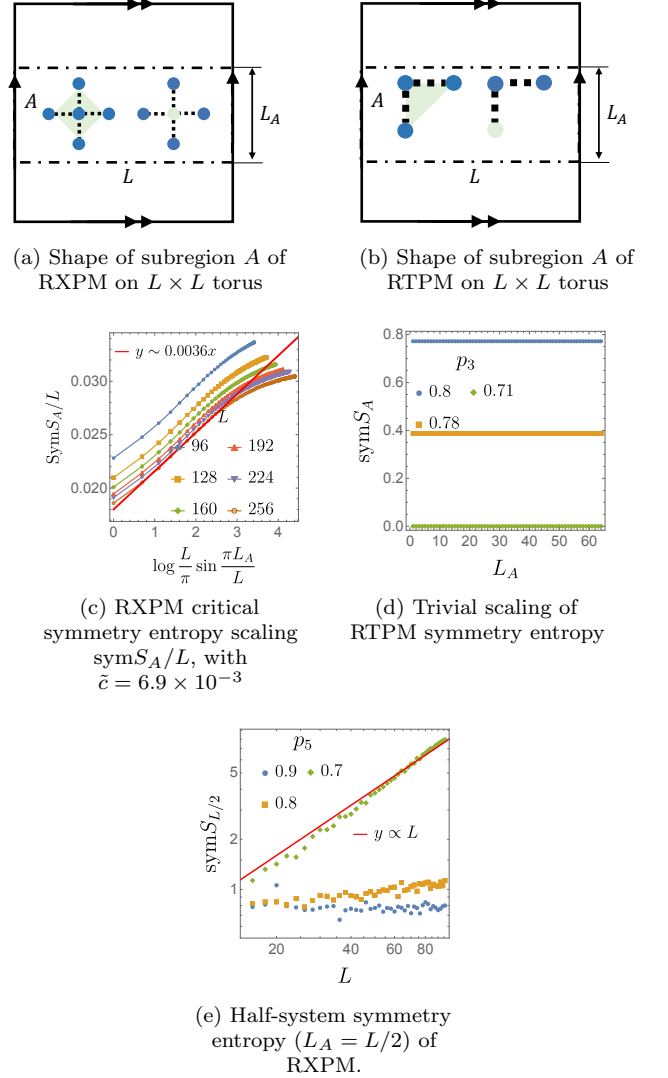 A
L_A
L
A
L_A
L
(a) Shape of subregion A of
RXPM on L × L torus
(b) Shape of subregion A of
RTPM on L × L torus
y ~ 0.0036x
SymS_A/L
0.030
0.025
0.020
L
96 192
128 224
160 256
0 1 2 3 4
log L/π sin πL_A/L
(c) RXPM critical
symmetry entropy scaling
symS_A/L, with
c̃ = 6.9 × 10⁻³
symS_A
0.8
0.6
0.4
0.2
0.0
p_3
0.8 0.71
0.78
0 10 20 30 40 50 60
L_A
(d) Trivial scaling of
RTPM symmetry entropy
symS_{L/2}
5
2
1
p_5
0.9 0.7
0.8
y ∝ L
20 40 60 80
L
(e) Half-system symmetry
entropy (L_A = L/2) of
RXPM.